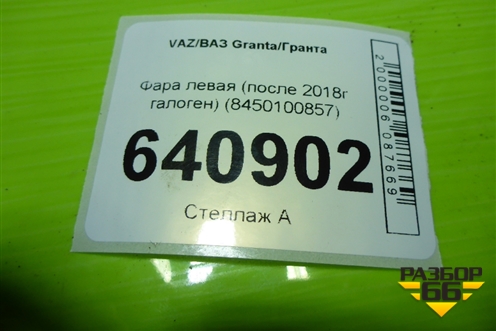 VAZ/ВАЗ Granta/Гранта
Фара левая (после 2018г
галоген) (8450100857)
640902
Стеллаж А
2000006087669
РАЗБОР
66